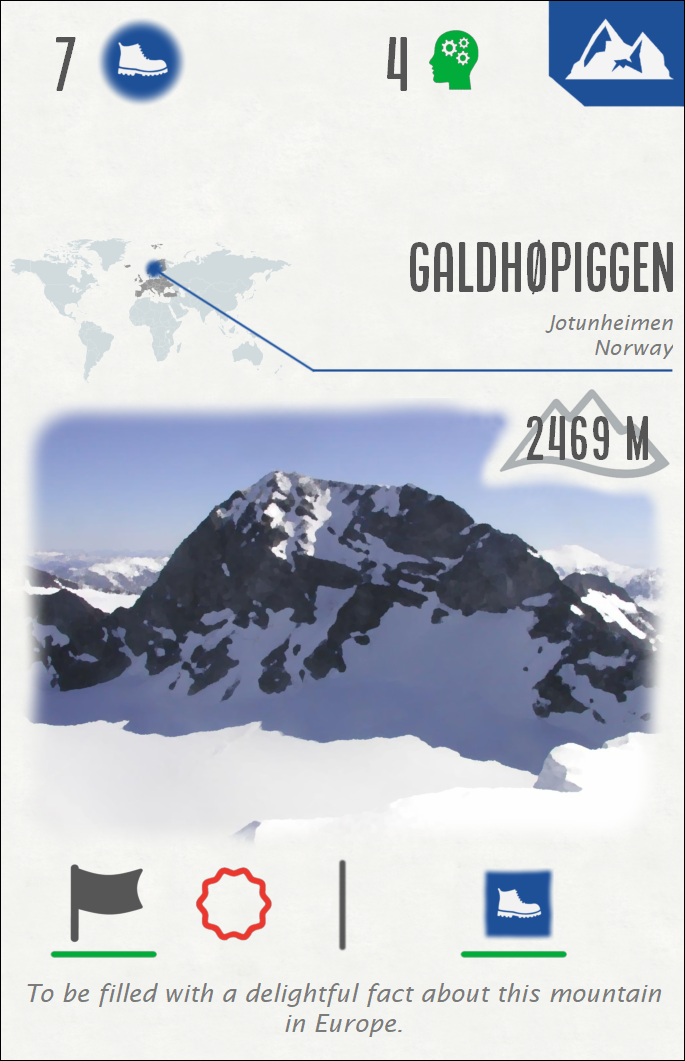 7
4
GALDHØPIGGEN
Jotunheimen
Norway
2469 M
To be filled with a delightful fact about this mountain
in Europe.